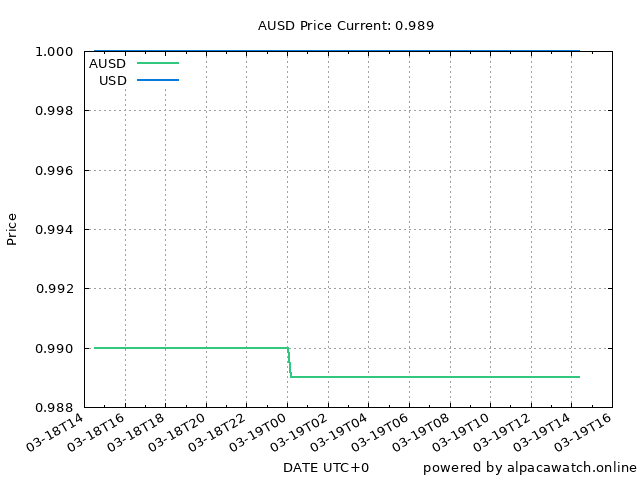 AUSD Price Current: 0.989
1.000
AUSD
USD
0.998
0.996
0.994
Price
0.992
0.990
0.988
03-18T14 03-18T16 03-18T18 03-18T20 03-18T22 03-19T00 03-19T02 03-19T04 03-19T06 03-19T08 03-19T10 03-19T12 03-19T14 03-19T16
DATE UTC+0
powered by alpacawatch.online